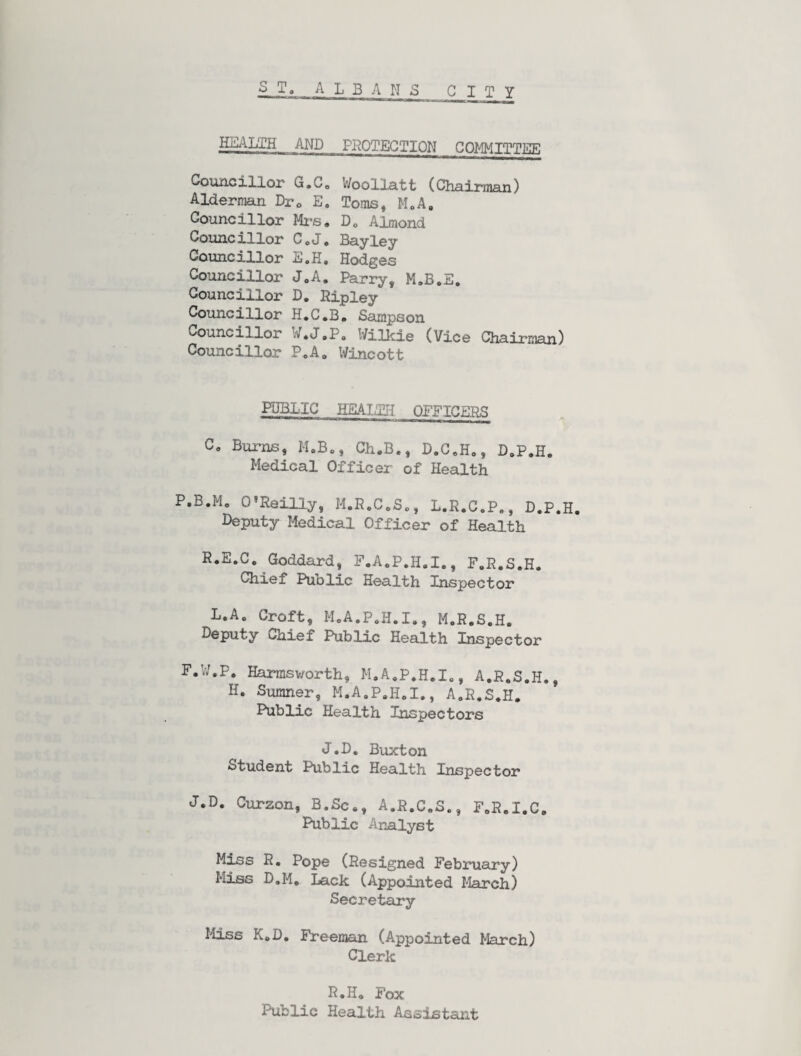 ST. ALBANS CITY
HEALTH AND PROTECTION COMMITTEE
Councillor G.C. Woollatt (Chairman)
Alderman Dr. E. Toms, M.A.
Councillor Mrs. D. Almond
Councillor C.J. Bayley
Councillor E.H. Hodges
Councillor J.A. Parry, M.B.E.
Councillor D. Ripley
Councillor H.C.B. Sampson
Councillor W.J.P. Wilkie (Vice Chairman)
Councillor P.A. Wincott
PUBLIC HEALTH OFFICERS
C. Burns, M.B., Ch.B., D.C.H., D.P.H.
Medical Officer of Health
P.B.M. O'Reilly, M.R.C.S., L.R.C.P., D.P.H.
Deputy Medical Officer of Health
R.E.C. Goddard, F.A.P.H.I., F.R.S.H.
Chief Public Health Inspector
L.A. Croft, M.A.P.H.I., M.R.S.H.
Deputy Chief Public Health Inspector
F.W.P. Harmsworth, M.A.P.H.I., A.R.S.H.,
H. Sumner, M.A.P.H.I., A.R.S.H.
Public Health Inspectors
J.D. Buxton
Student Public Health Inspector
J.D. Curzon, B.Sc., A.R.C.S., F.R.I.C.
Public Analyst
Miss R. Pope (Resigned February)
Miss D.M. Lack (Appointed March)
Secretary
Miss K.D. Freeman (Appointed March)
Clerk
R.H. Fox
Public Health Assistant